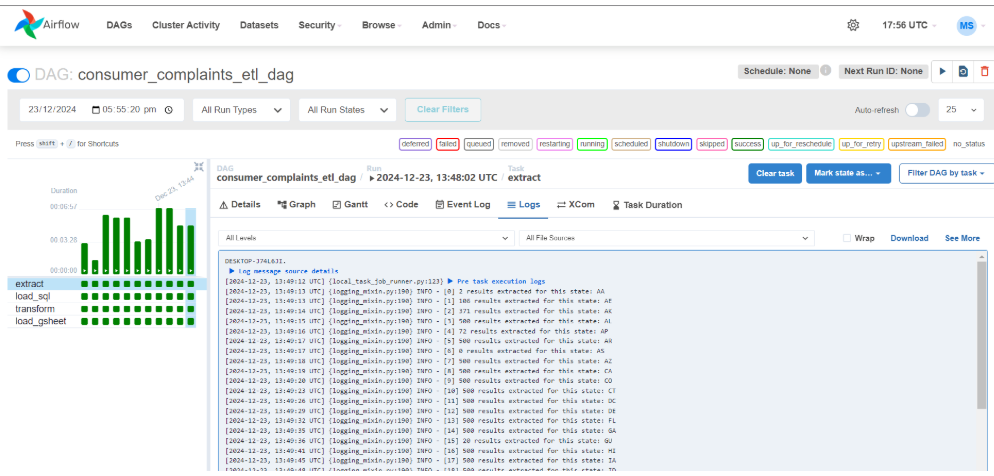 Airflow DAGs Cluster Activity Datasets Security Browse Admin Docs 17:56 UTC MS
DAG: consumer_complaints_etl_dag Schedule: None Next Run ID: None
23/12/2024 05:55:20 pm All Run Types All Run States Clear Filters Auto-refresh 25
Press shift + / for Shortcuts deferred failed queued removed restarting running scheduled shutdown skipped success up_for_reschedule up_for_retry upstream_failed no_status
DAG Run Task
consumer_complaints_etl_dag / 2024-12-23, 13:48:02 UTC / extract Clear task Mark state as... Filter DAG by task
Details Graph Gantt Code Event Log Logs XCom Task Duration
Dec 23, 13:44
Duration
00:06:57
00:03:28
00:00:00
extract
load_sql
transform
load_gsheet
All Levels All File Sources Wrap Download See More
DESKTOP-J74L6JI.
Log message source details
[2024-12-23, 13:49:12 UTC] {local_task_job_runner.py:123} Pre task execution logs
[2024-12-23, 13:49:13 UTC] {logging_mixin.py:190} INFO - [0] 2 results extracted for this state: AA
[2024-12-23, 13:49:13 UTC] {logging_mixin.py:190} INFO - [1] 106 results extracted for this state: AE
[2024-12-23, 13:49:14 UTC] {logging_mixin.py:190} INFO - [2] 371 results extracted for this state: AK
[2024-12-23, 13:49:15 UTC] {logging_mixin.py:190} INFO - [3] 500 results extracted for this state: AL
[2024-12-23, 13:49:16 UTC] {logging_mixin.py:190} INFO - [4] 72 results extracted for this state: AP
[2024-12-23, 13:49:17 UTC] {logging_mixin.py:190} INFO - [5] 500 results extracted for this state: AR
[2024-12-23, 13:49:17 UTC] {logging_mixin.py:190} INFO - [6] 0 results extracted for this state: AS
[2024-12-23, 13:49:18 UTC] {logging_mixin.py:190} INFO - [7] 500 results extracted for this state: AZ
[2024-12-23, 13:49:19 UTC] {logging_mixin.py:190} INFO - [8] 500 results extracted for this state: CA
[2024-12-23, 13:49:20 UTC] {logging_mixin.py:190} INFO - [9] 500 results extracted for this state: CO
[2024-12-23, 13:49:23 UTC] {logging_mixin.py:190} INFO - [10] 500 results extracted for this state: CT
[2024-12-23, 13:49:26 UTC] {logging_mixin.py:190} INFO - [11] 500 results extracted for this state: DC
[2024-12-23, 13:49:29 UTC] {logging_mixin.py:190} INFO - [12] 500 results extracted for this state: DE
[2024-12-23, 13:49:32 UTC] {logging_mixin.py:190} INFO - [13] 500 results extracted for this state: FL
[2024-12-23, 13:49:35 UTC] {logging_mixin.py:190} INFO - [14] 500 results extracted for this state: GA
[2024-12-23, 13:49:36 UTC] {logging_mixin.py:190} INFO - [15] 20 results extracted for this state: GU
[2024-12-23, 13:49:41 UTC] {logging_mixin.py:190} INFO - [16] 500 results extracted for this state: HI
[2024-12-23, 13:49:45 UTC] {logging_mixin.py:190} INFO - [17] 500 results extracted for this state: IA
[2024-12-23, 13:49:48 UTC] {logging_mixin.py:190} INFO - [18] 500 results extracted for this state: ID